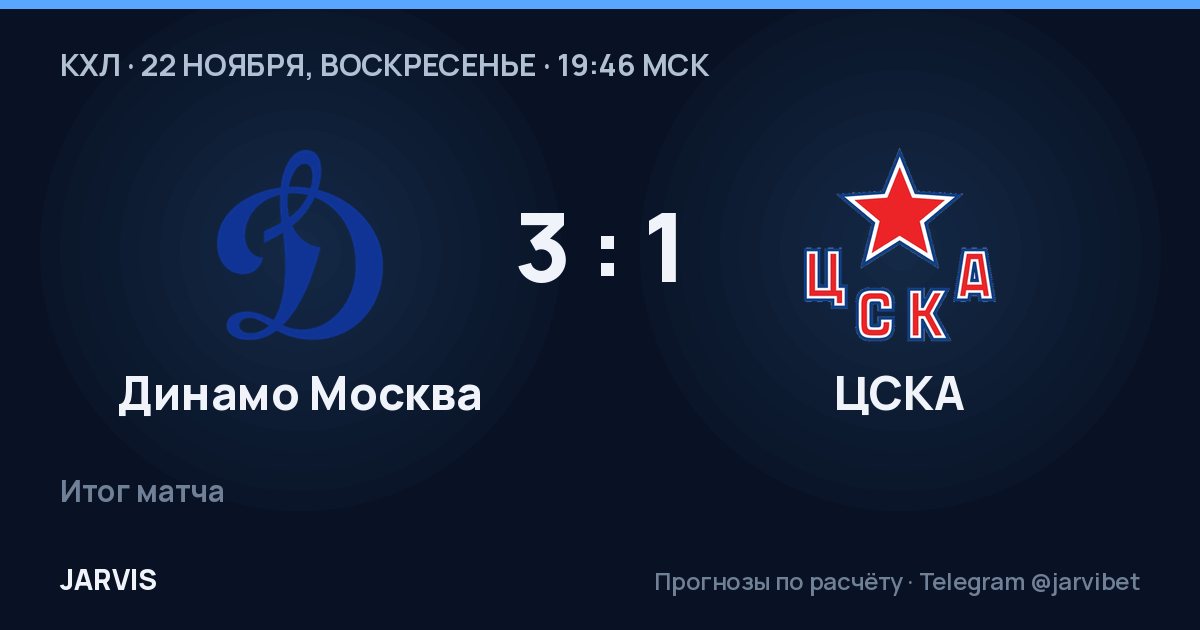 КХЛ · 22 НОЯБРЯ, ВОСКРЕСЕНЬЕ · 19:46 МСК
3 : 1
ЦСКА
Динамо Москва
ЦСКА
Итог матча
JARVIS
Прогнозы по расчёту · Telegram @jarvibet